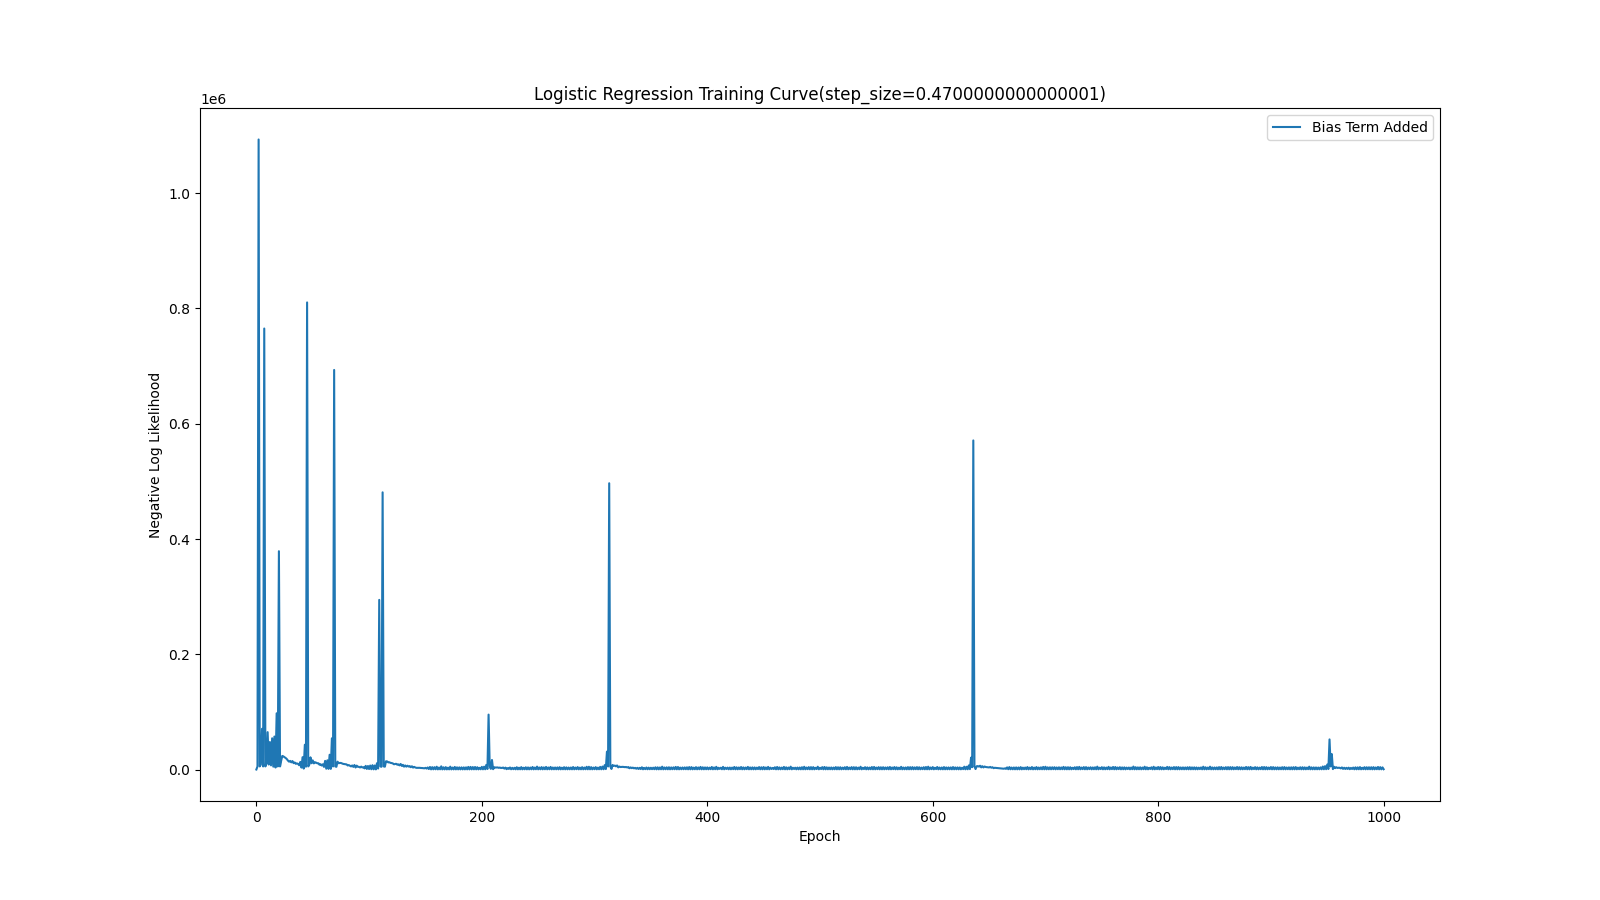 Logistic Regression Training Curve(step_size=0.4700000000000001)
1e6
Bias Term Added
1.0
0.8
0.6
0.4
0.2
0.0
Negative Log Likelihood
0 200 400 600 800 1000
Epoch